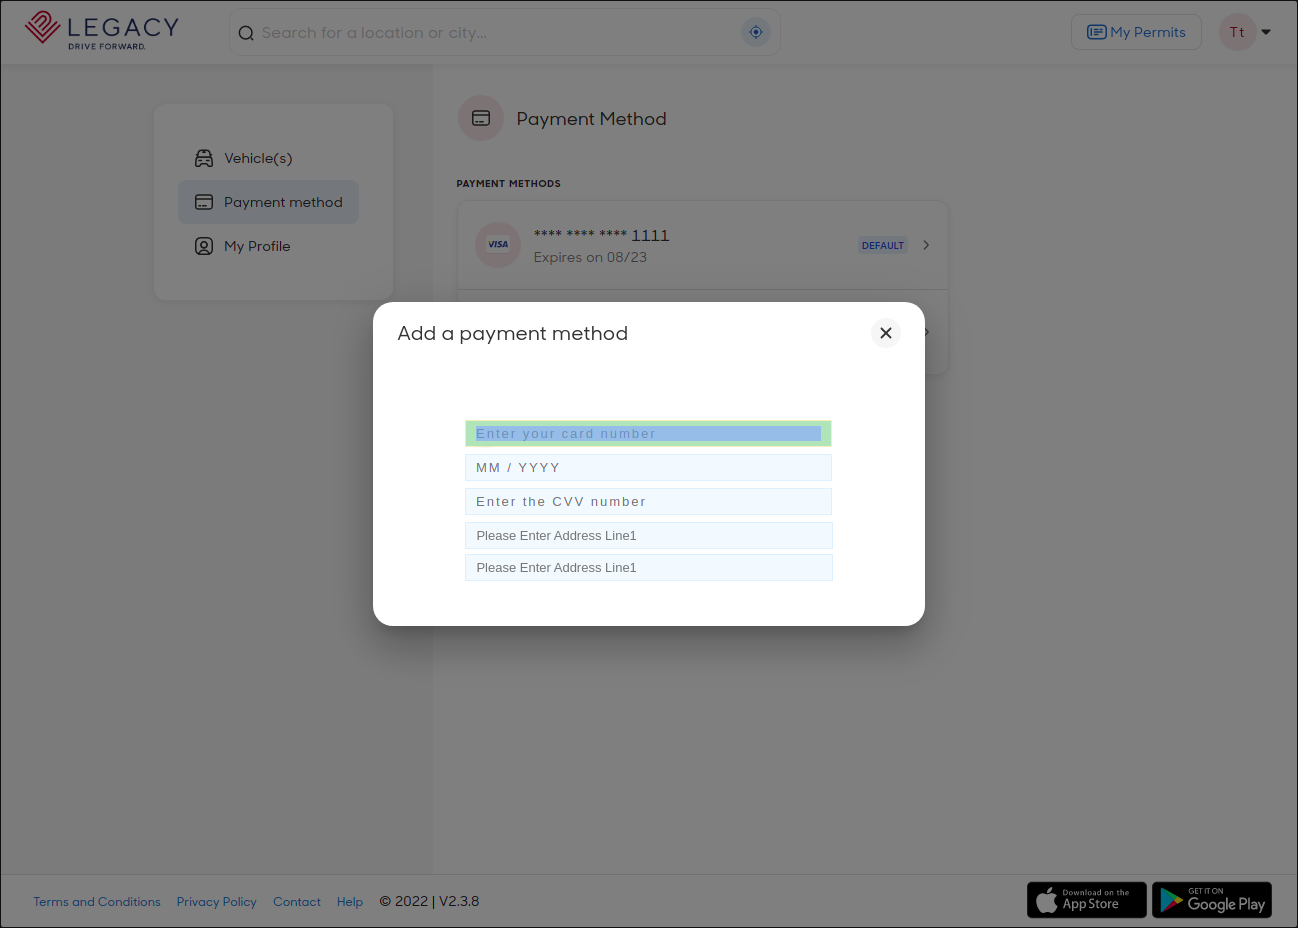 LEGACY
DRIVE FORWARD.
Search for a location or city...
My Permits
Tt
Vehicle(s)
Payment method
My Profile
Payment Method
PAYMENT METHODS
VISA
**** **** **** 1111
Expires on 08/23
DEFAULT
Add a payment method
Enter your card number
MM / YYYY
Enter the CVV number
Please Enter Address Line1
Please Enter Address Line1
Terms and Conditions
Privacy Policy
Contact
Help
© 2022 | V2.3.8
Download on the
App Store
GET IT ON
Google Play